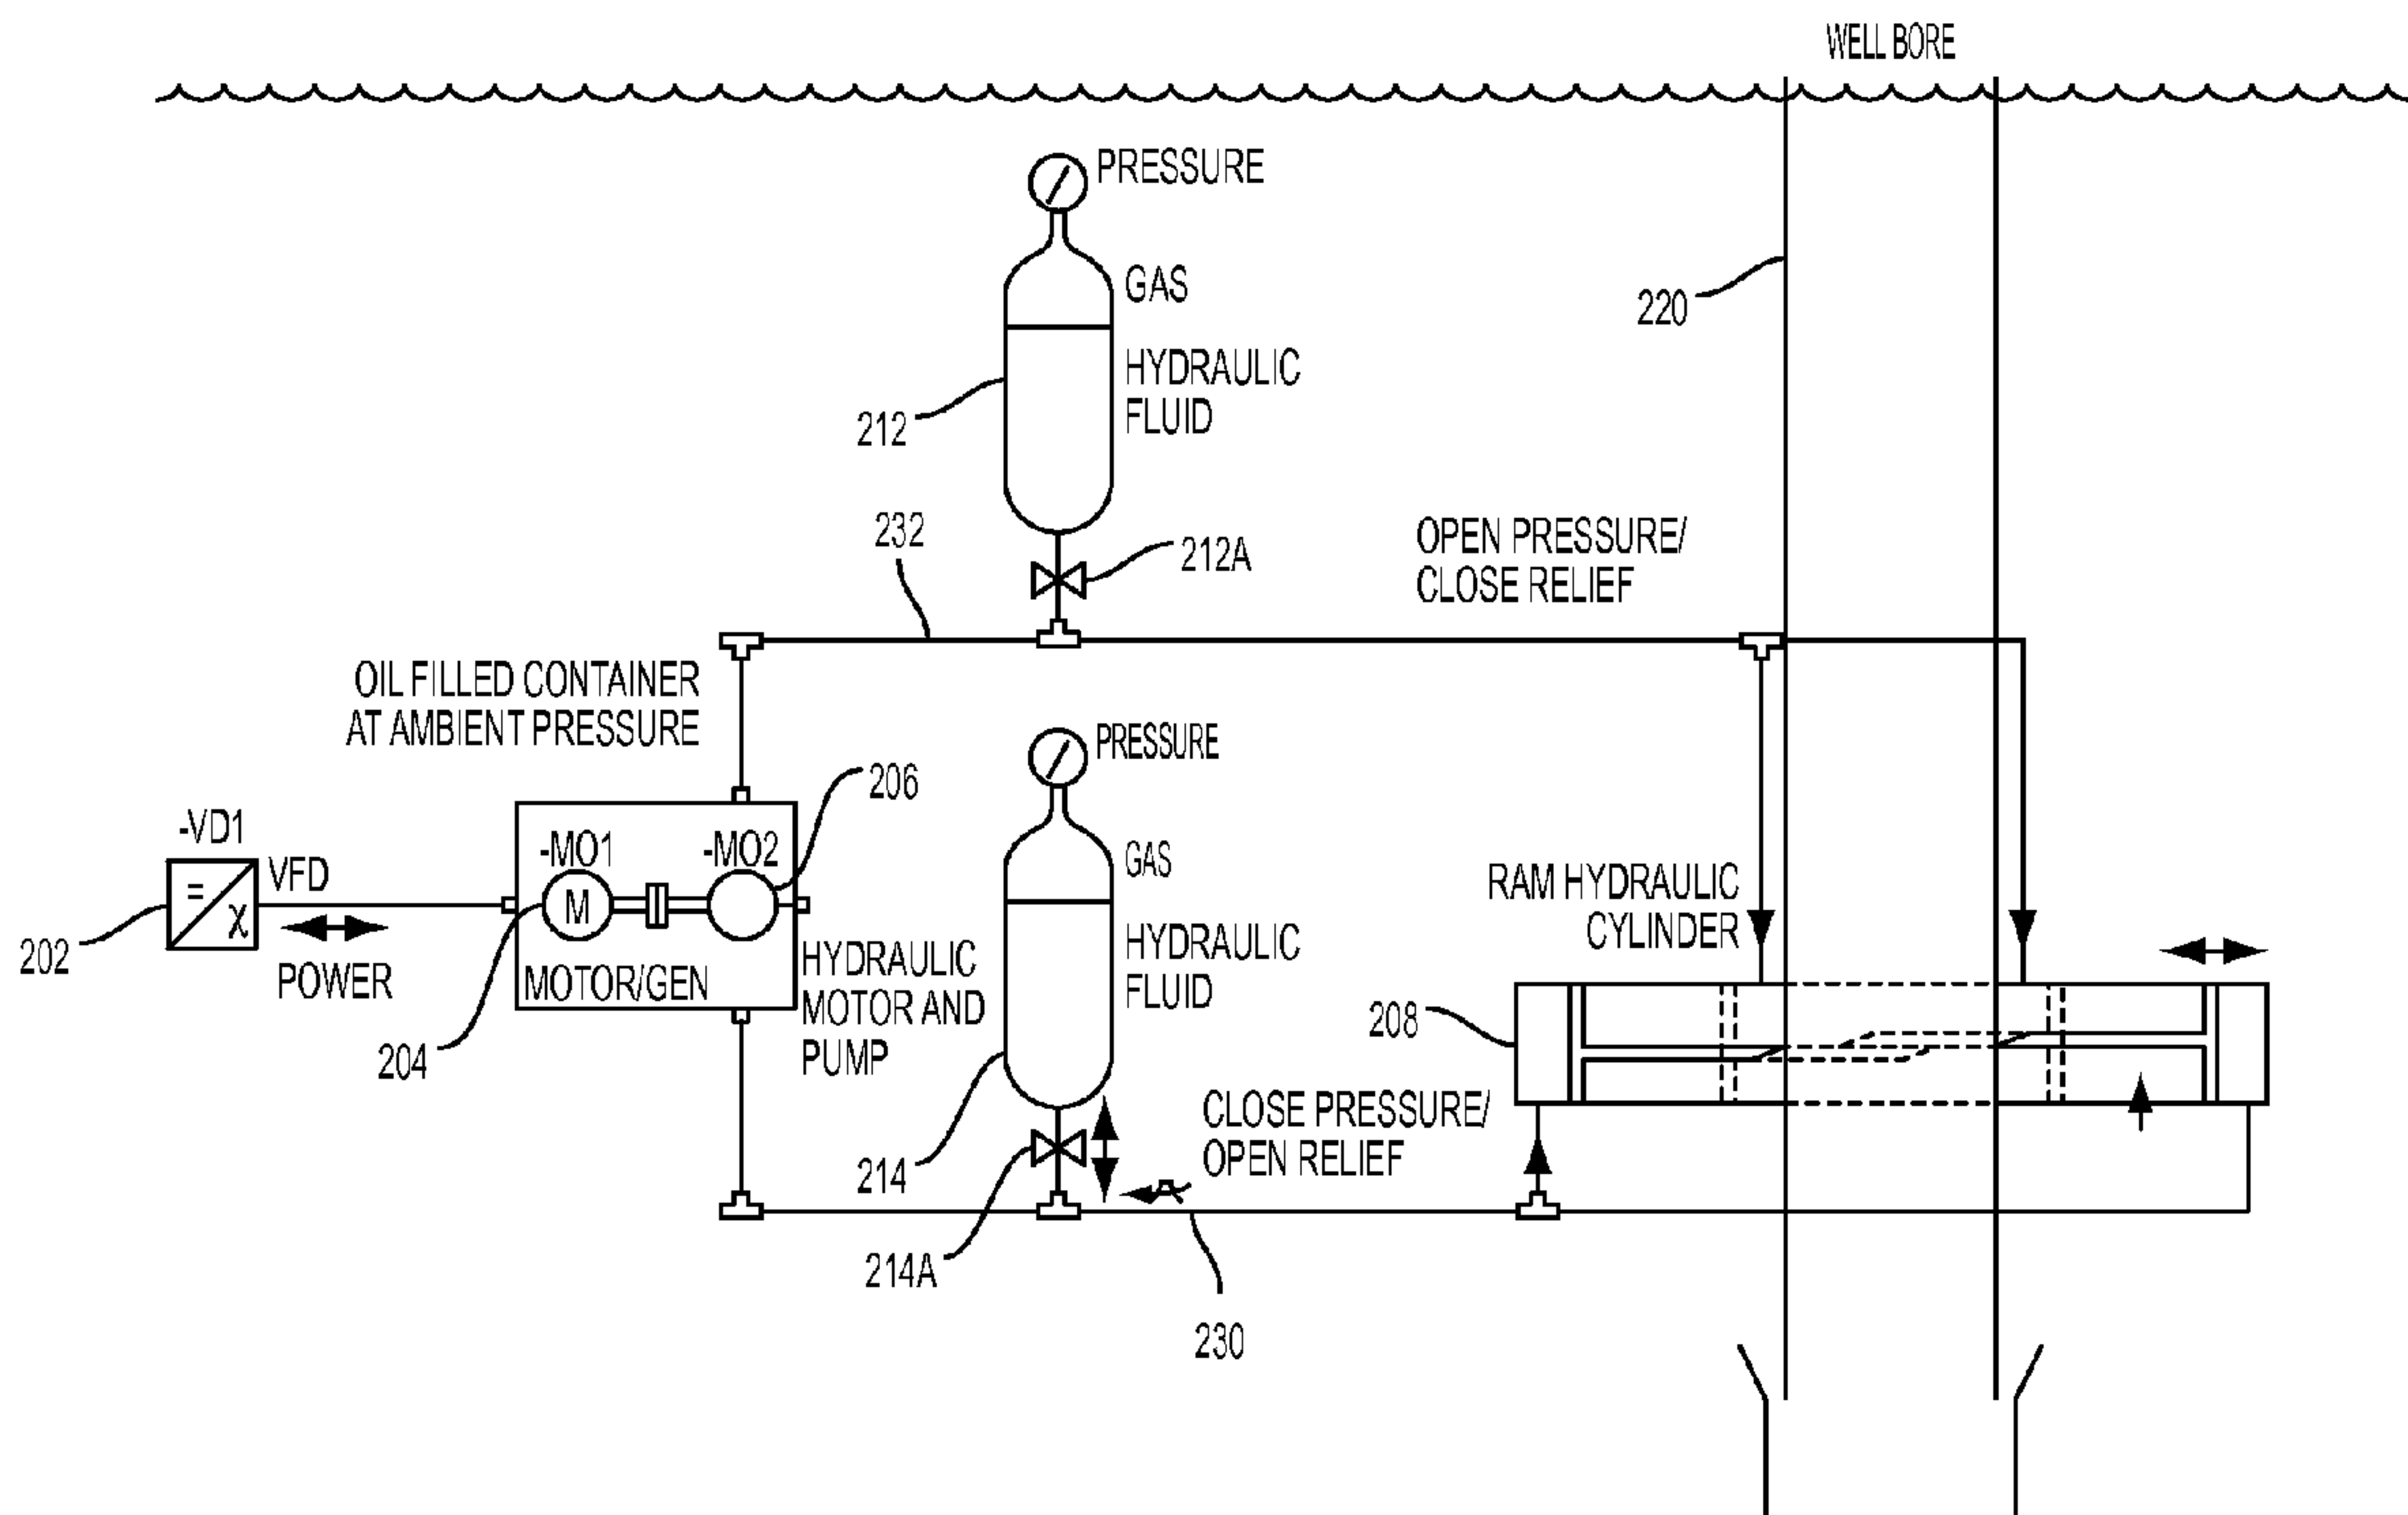 WELL BORE
PRESSURE
GAS
220
HYDRAULIC
FLUID
212
232
212A
OPEN PRESSURE/
CLOSE RELIEF
OIL FILLED CONTAINER
AT AMBIENT PRESSURE
PRESSURE
206
-VD1
VFD
=
χ
202
POWER
-MO1
-MO2
M
MOTOR/GEN
204
HYDRAULIC
MOTOR AND
PUMP
GAS
HYDRAULIC
FLUID
RAM HYDRAULIC
CYLINDER
208
214
CLOSE PRESSURE/
OPEN RELIEF
214A
230